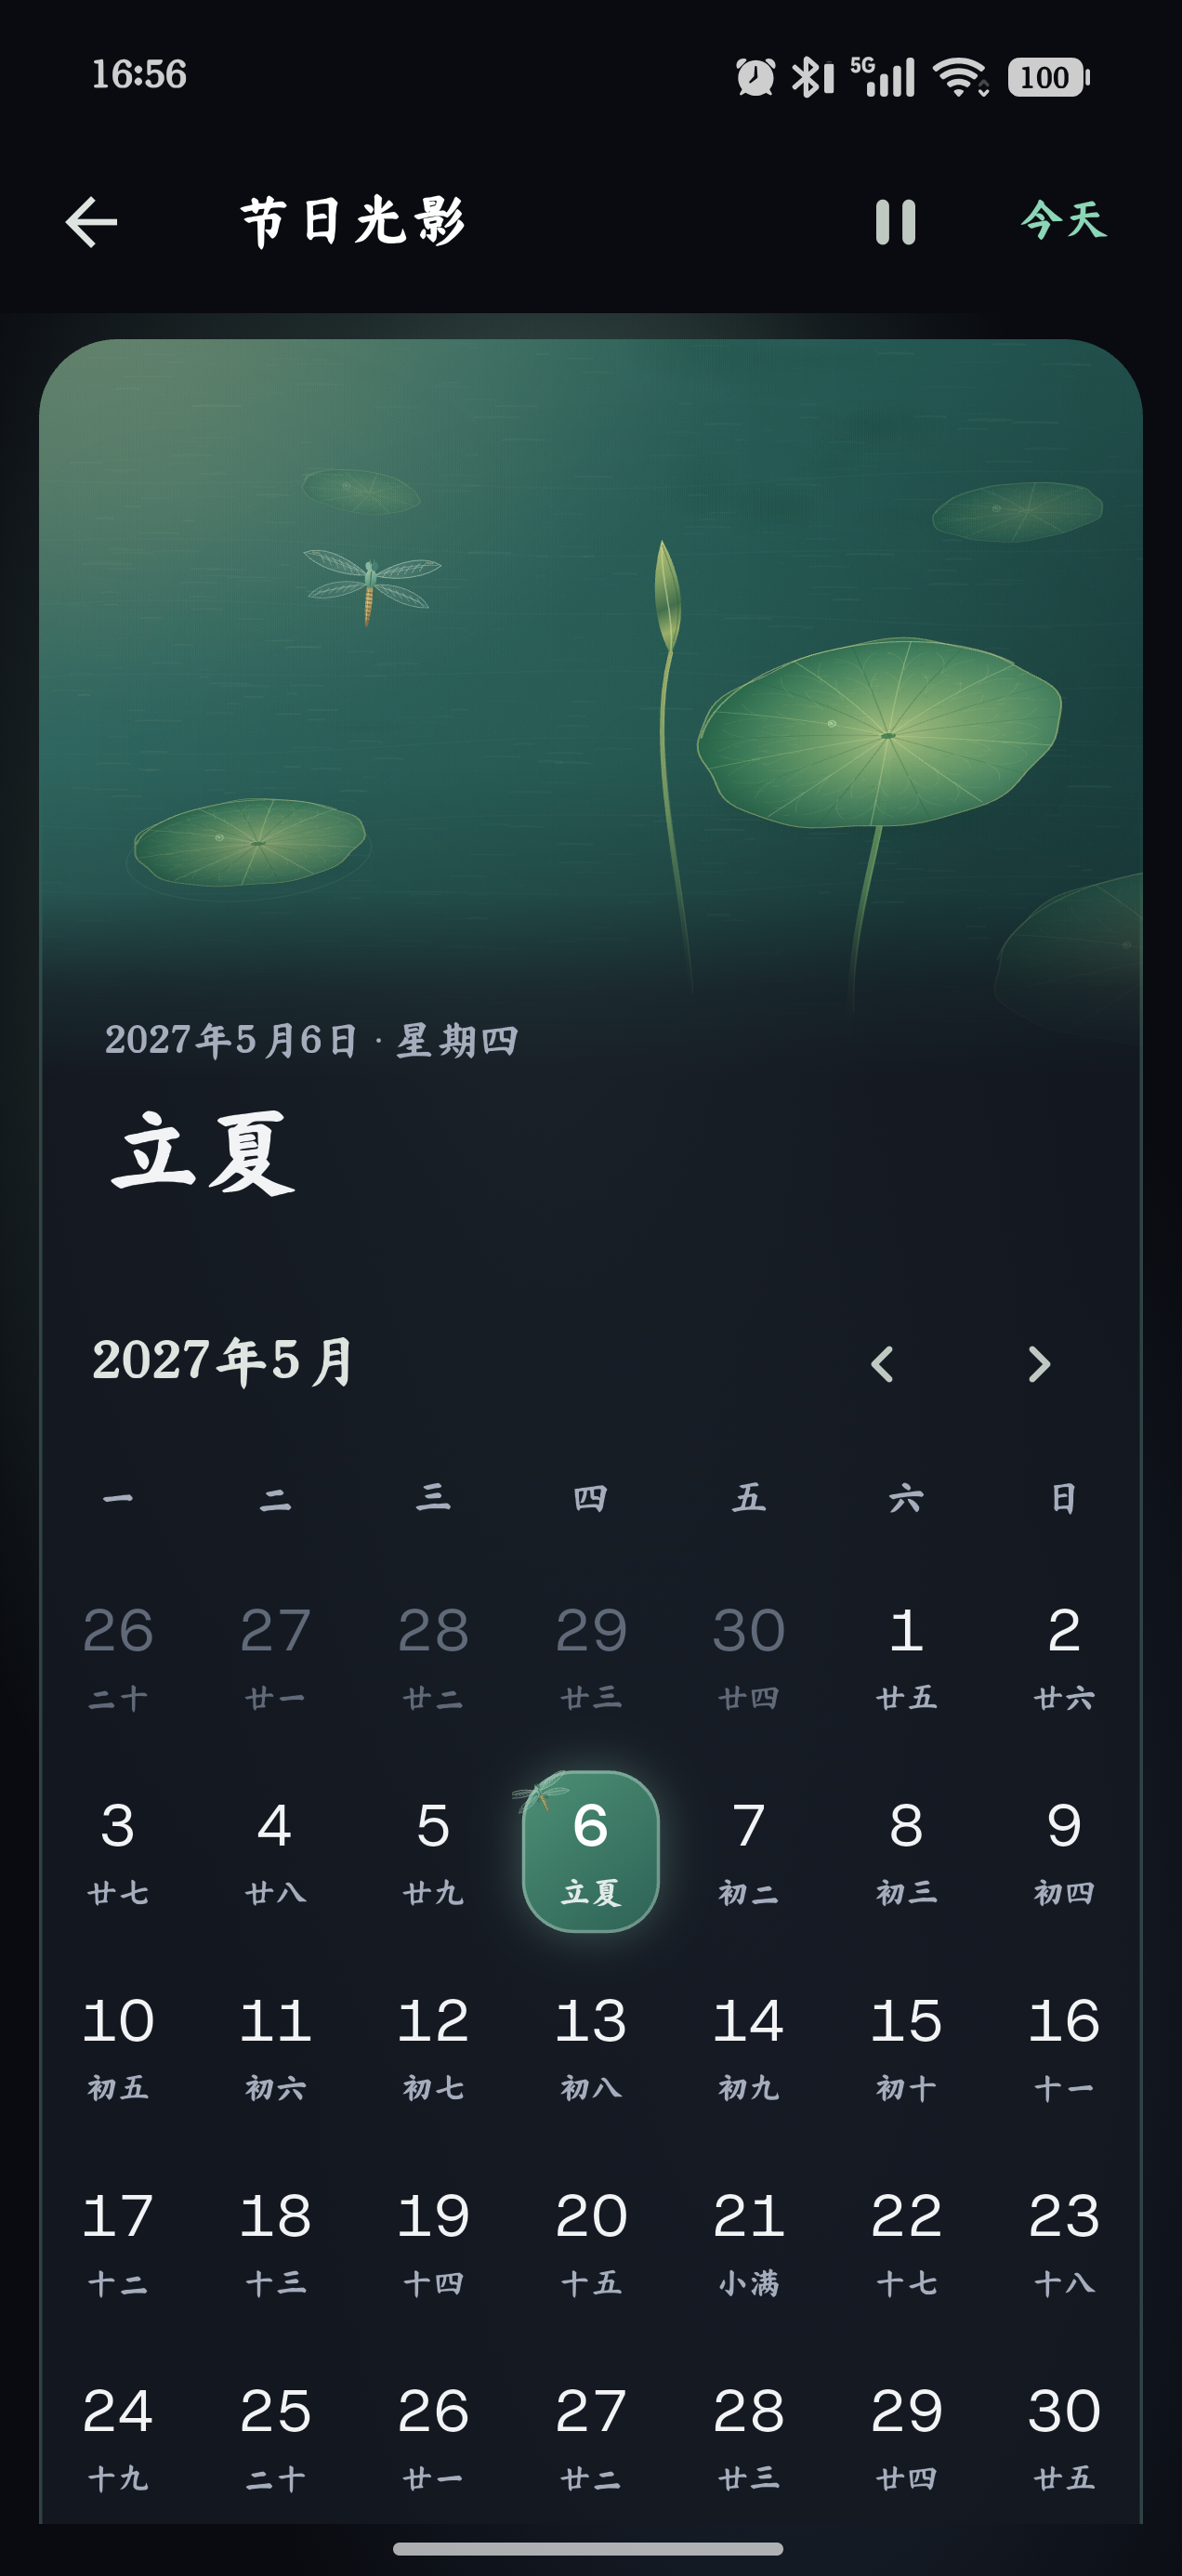 16:56
5G
100
节日光影
今天
2027年5月6日 · 星期四
立夏
2027年5月
一 二 三 四 五 六 日
26 27 28 29 30 1 2
二十 廿一 廿二 廿三 廿四 廿五 廿六
3 4 5 6 7 8 9
廿七 廿八 廿九 立夏 初二 初三 初四
10 11 12 13 14 15 16
初五 初六 初七 初八 初九 初十 十一
17 18 19 20 21 22 23
十二 十三 十四 十五 小满 十七 十八
24 25 26 27 28 29 30
十九 二十 廿一 廿二 廿三 廿四 廿五